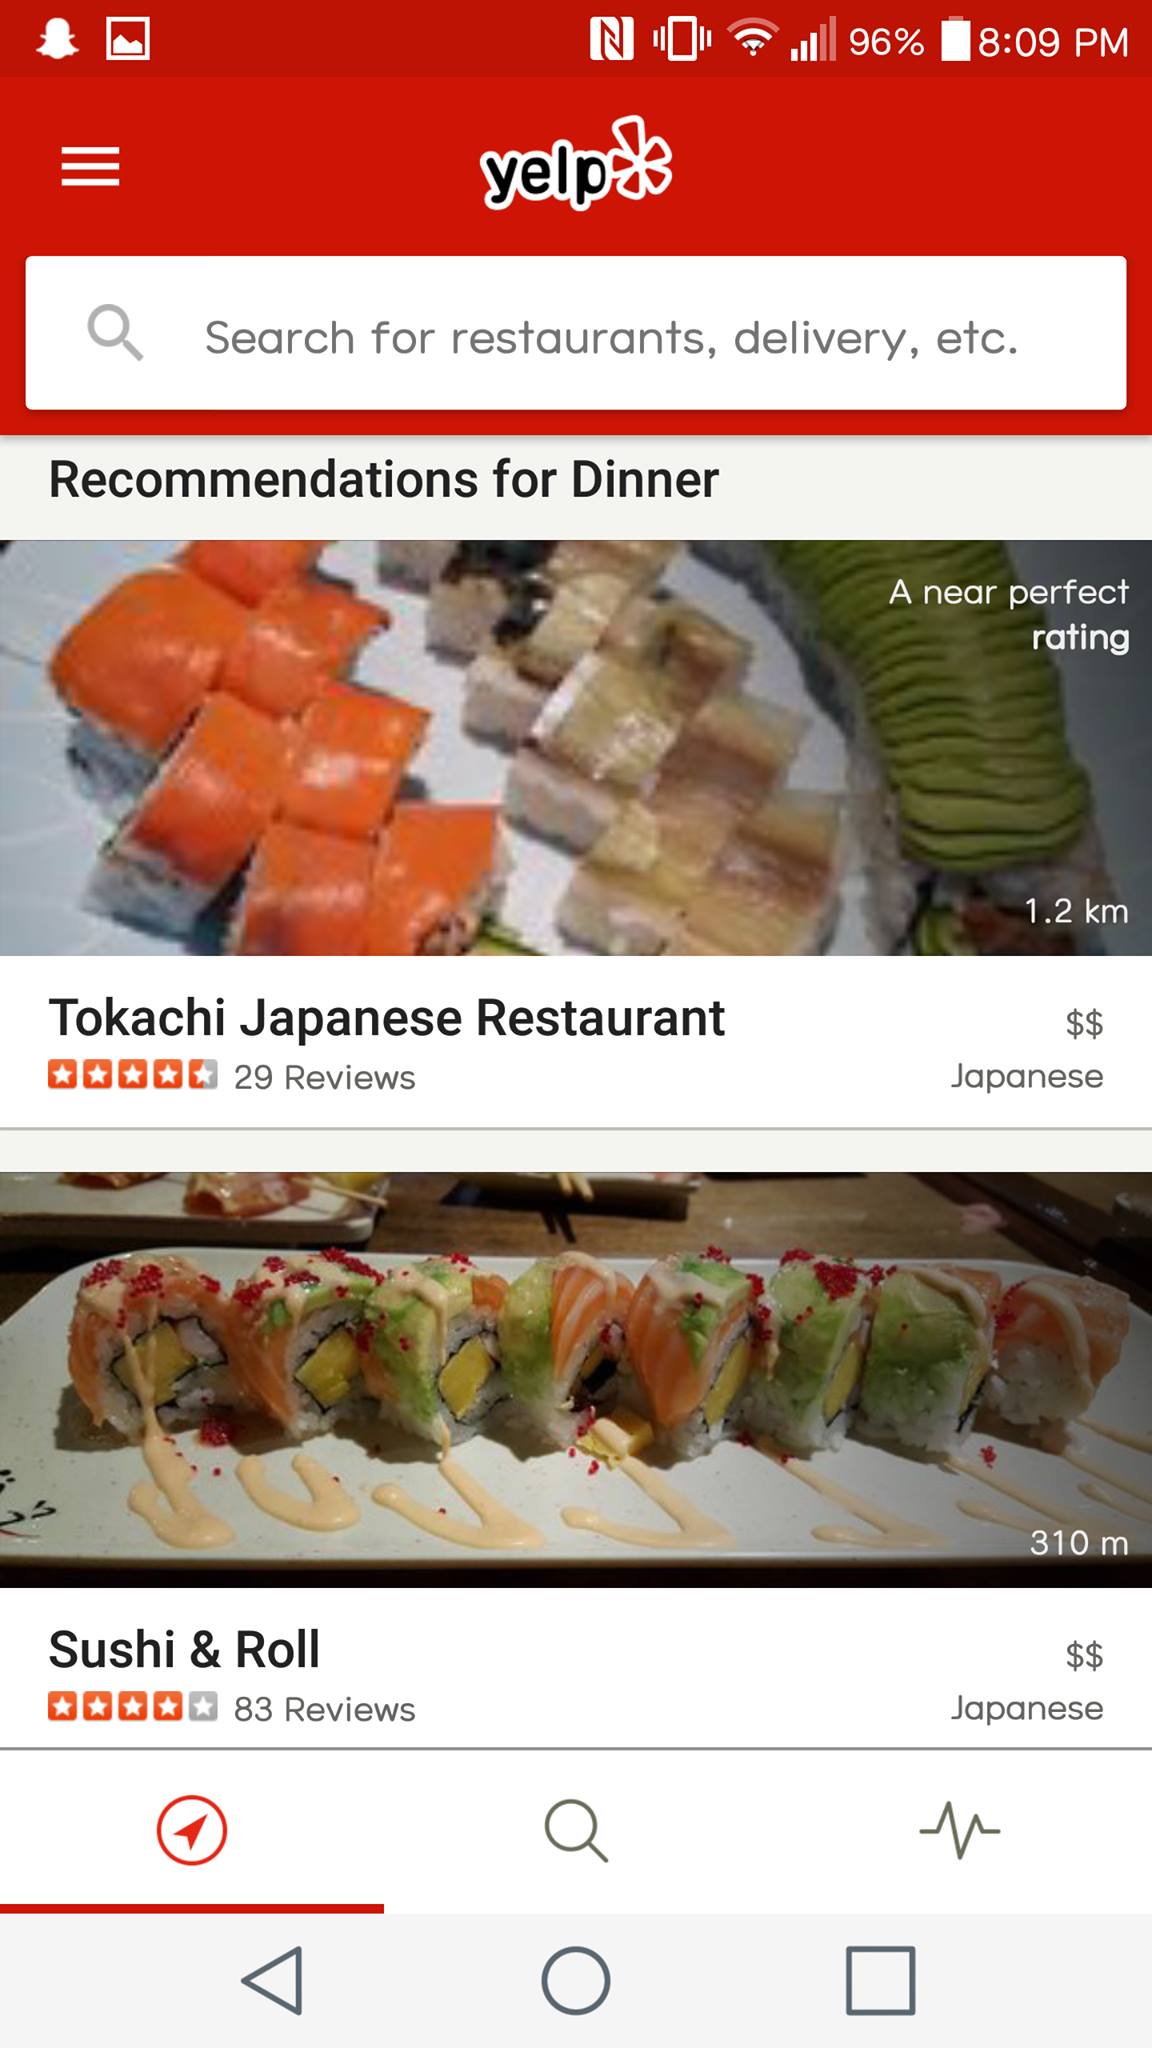 96% 8:09 PM
yelp
Search for restaurants, delivery, etc.
Recommendations for Dinner
A near perfect
rating
1.2 km
Tokachi Japanese Restaurant
$$
29 Reviews
Japanese
310 m
Sushi & Roll
$$
83 Reviews
Japanese